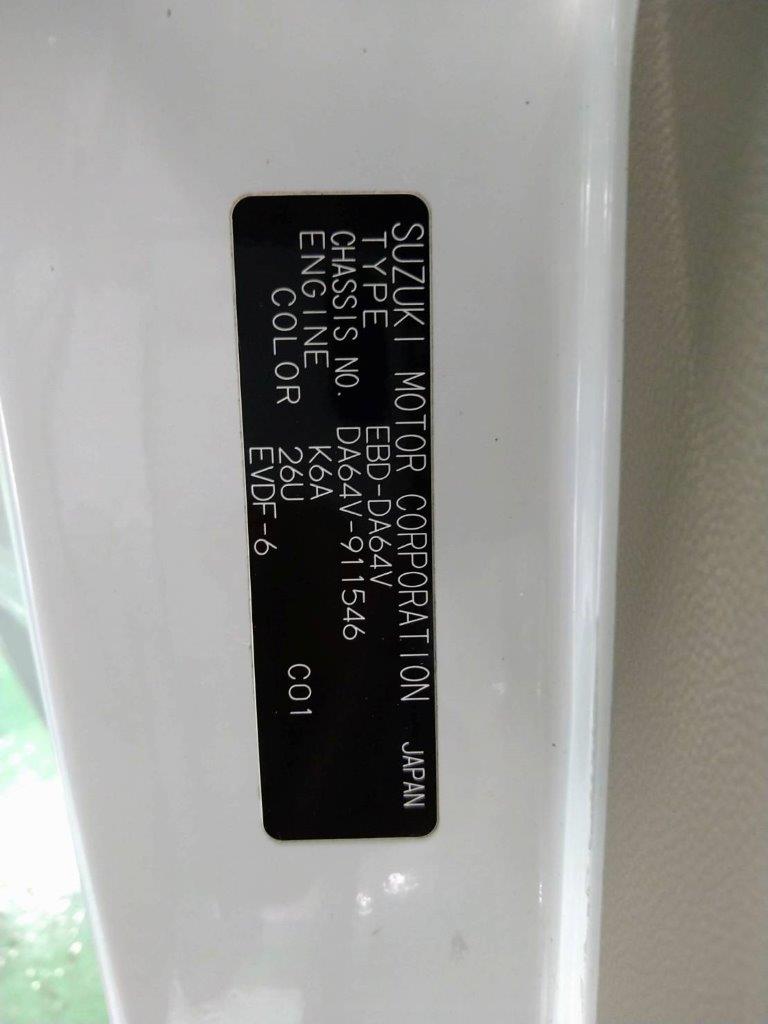 SUZUKI MOTOR CORPORATION JAPAN
TYPE EBD-DA64V
CHASSIS NO. DA64V-911546
ENGINE K6A
COLOR 26U C01
EVDF-6